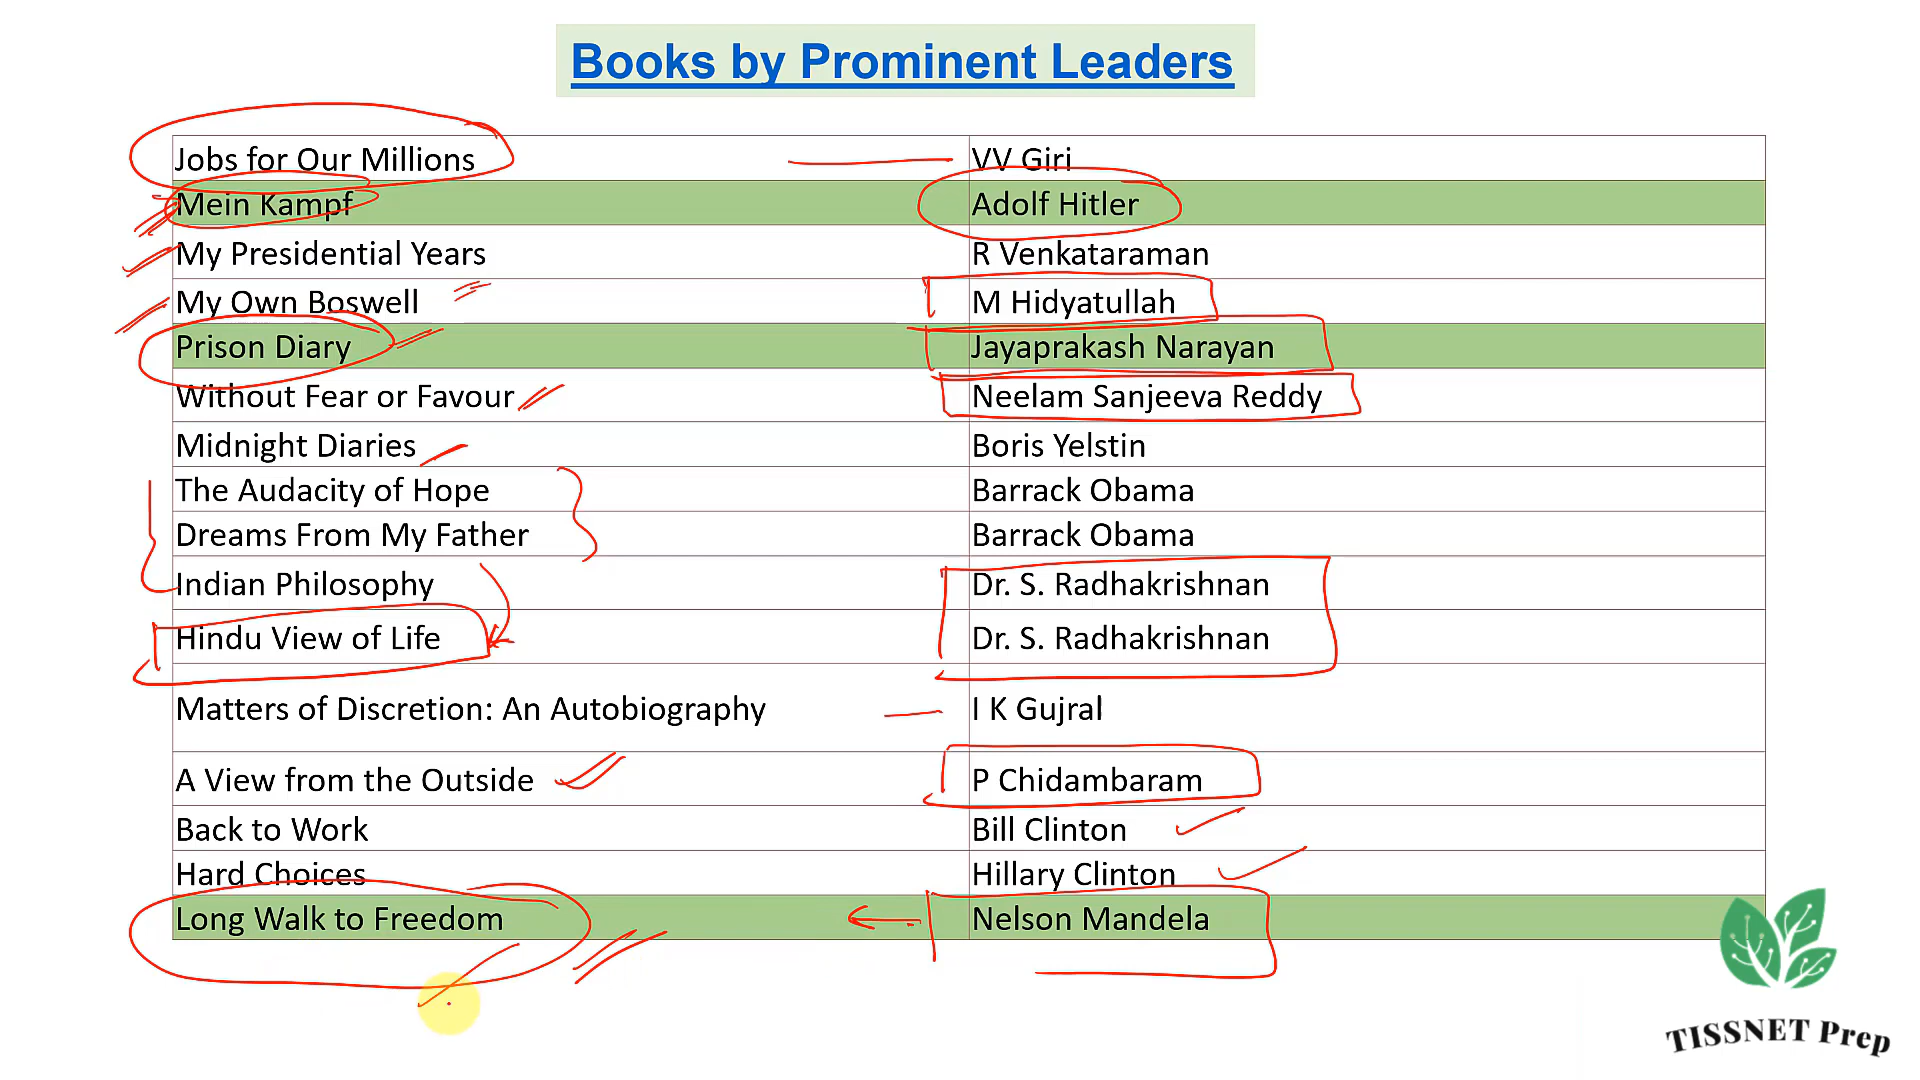 Books by Prominent Leaders
Jobs for Our Millions VV Giri
Mein Kampf Adolf Hitler
My Presidential Years R Venkataraman
My Own Boswell M Hidyatullah
Prison Diary Jayaprakash Narayan
Without Fear or Favour Neelam Sanjeeva Reddy
Midnight Diaries Boris Yelstin
The Audacity of Hope Barrack Obama
Dreams From My Father Barrack Obama
Indian Philosophy Dr. S. Radhakrishnan
Hindu View of Life Dr. S. Radhakrishnan
Matters of Discretion: An Autobiography I K Gujral
A View from the Outside P Chidambaram
Back to Work Bill Clinton
Hard Choices Hillary Clinton
Long Walk to Freedom Nelson Mandela
TISSNET Prep